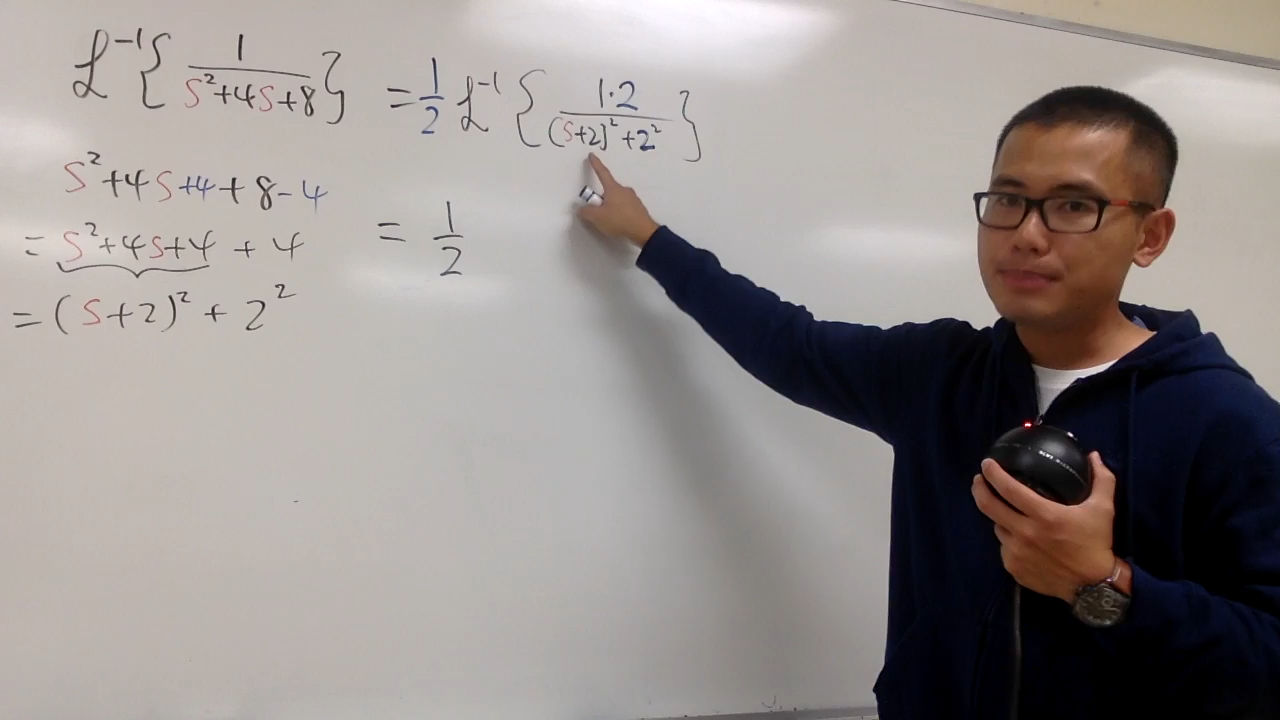 ℒ⁻¹{ 1/(s²+4s+8) } = 1/2 ℒ⁻¹{ 1·2/((s+2)²+2²) }
s²+4s+4+8-4
= s²+4s+4 + 4
= (s+2)² + 2²
= 1/2